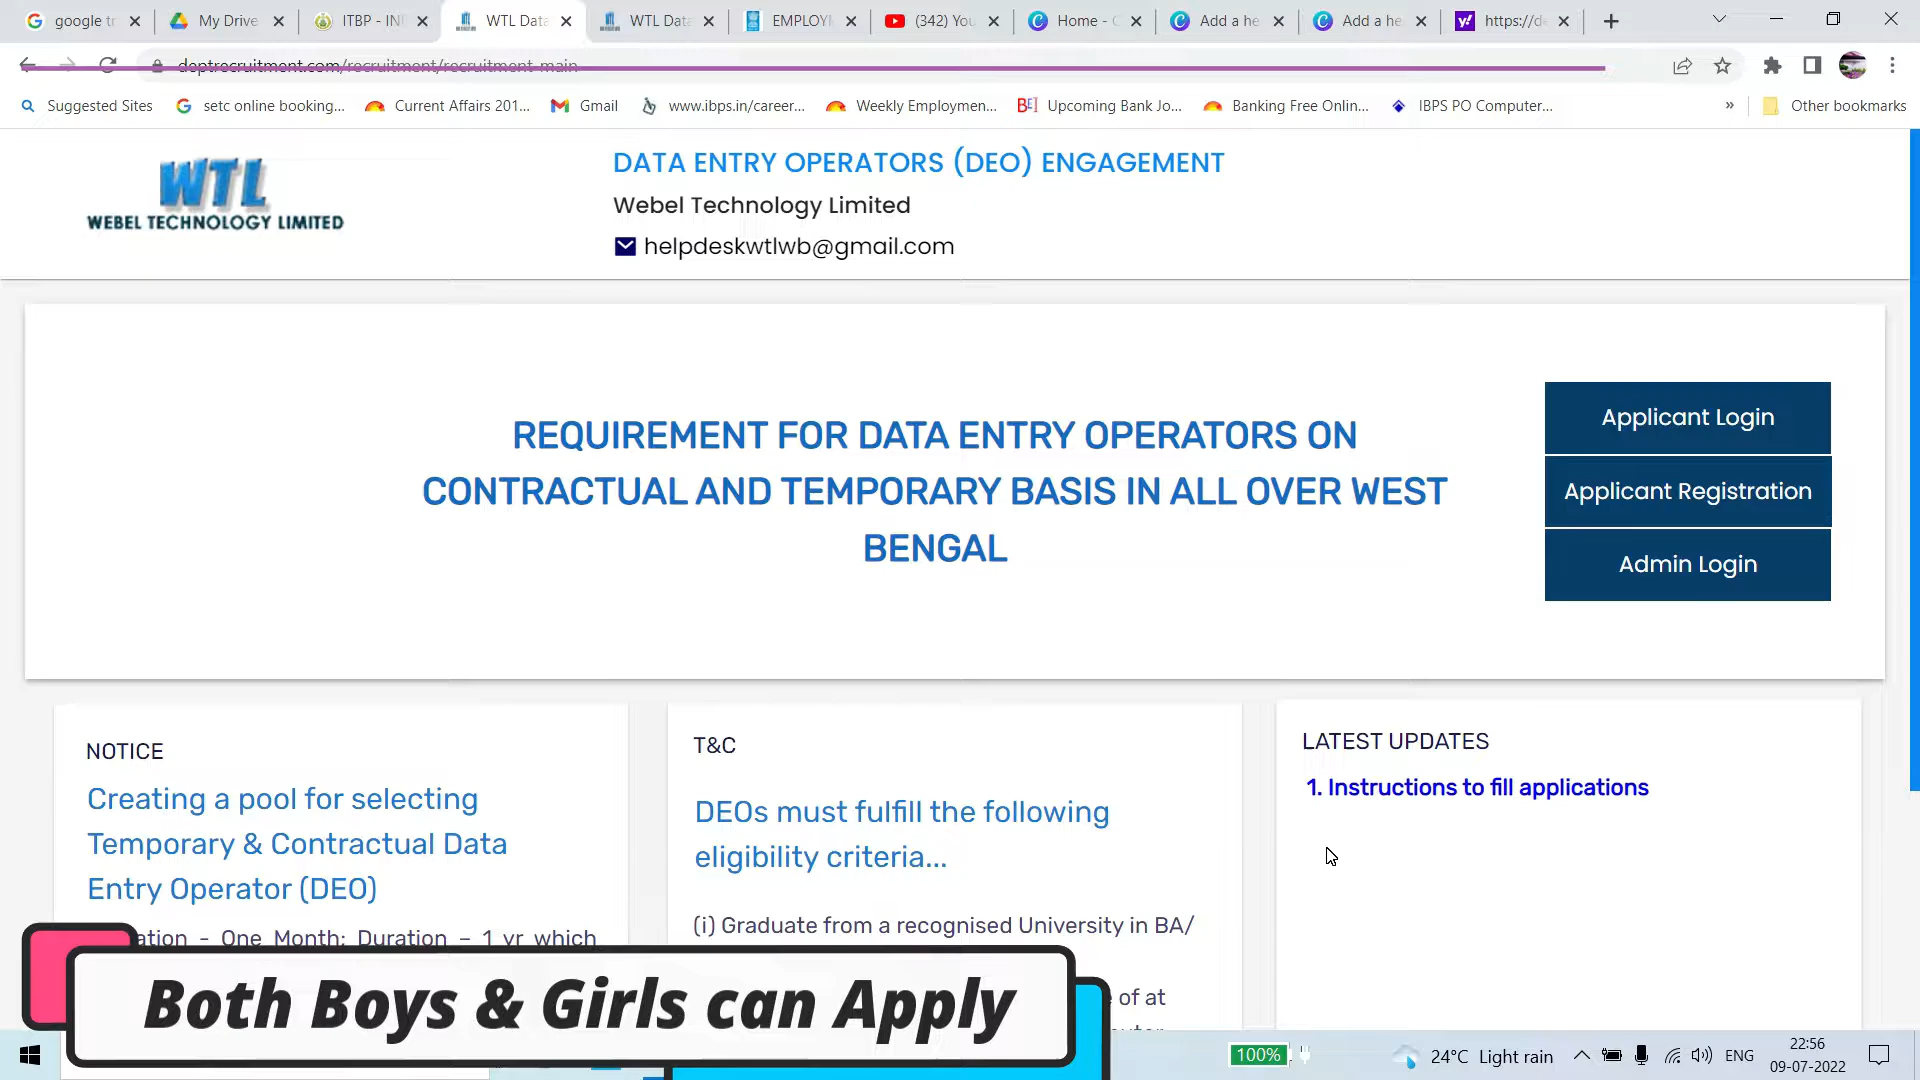 google tr
My Drive
ITBP - IN
WTL Data
WTL Data
EMPLOY
(342) You
Home - C
Add a he
Add a he
https://de
deptrecruitment.com/recruitment/recruitment-main
Suggested Sites
setc online booking...
Current Affairs 201...
Gmail
www.ibps.in/career...
Weekly Employmen...
Upcoming Bank Jo...
Banking Free Onlin...
IBPS PO Computer...
»
Other bookmarks
WTL
WEBEL TECHNOLOGY LIMITED
DATA ENTRY OPERATORS (DEO) ENGAGEMENT
Webel Technology Limited
helpdeskwtlwb@gmail.com
REQUIREMENT FOR DATA ENTRY OPERATORS ON
CONTRACTUAL AND TEMPORARY BASIS IN ALL OVER WEST
BENGAL
Applicant Login
Applicant Registration
Admin Login
NOTICE
Creating a pool for selecting
Temporary & Contractual Data
Entry Operator (DEO)
ation - One Month; Duration – 1 yr which
T&C
DEOs must fulfill the following
eligibility criteria...
(i) Graduate from a recognised University in BA/
of at
LATEST UPDATES
1. Instructions to fill applications
Both Boys & Girls can Apply
100%
24°C Light rain
ENG
22:56
09-07-2022